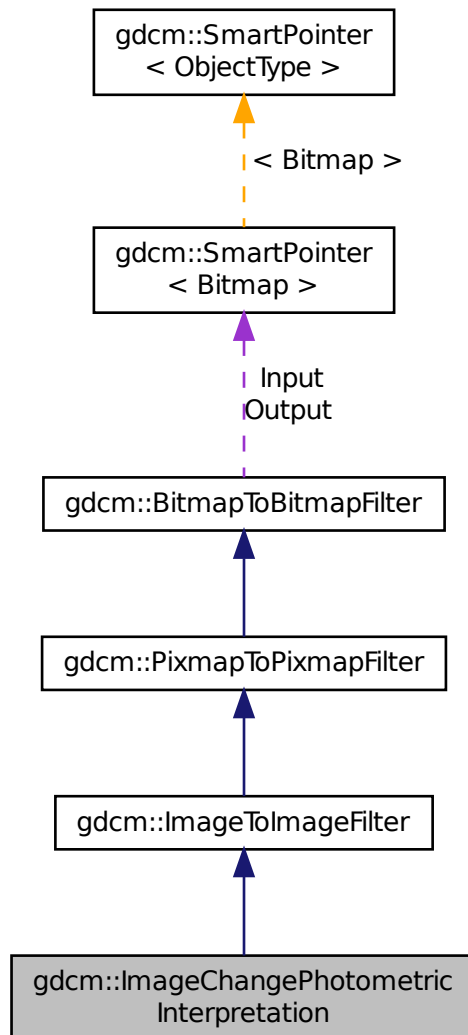 gdcm::SmartPointer
< ObjectType >
< Bitmap >
gdcm::SmartPointer
< Bitmap >
Input
Output
gdcm::BitmapToBitmapFilter
gdcm::PixmapToPixmapFilter
gdcm::ImageToImageFilter
gdcm::ImageChangePhotometric
Interpretation